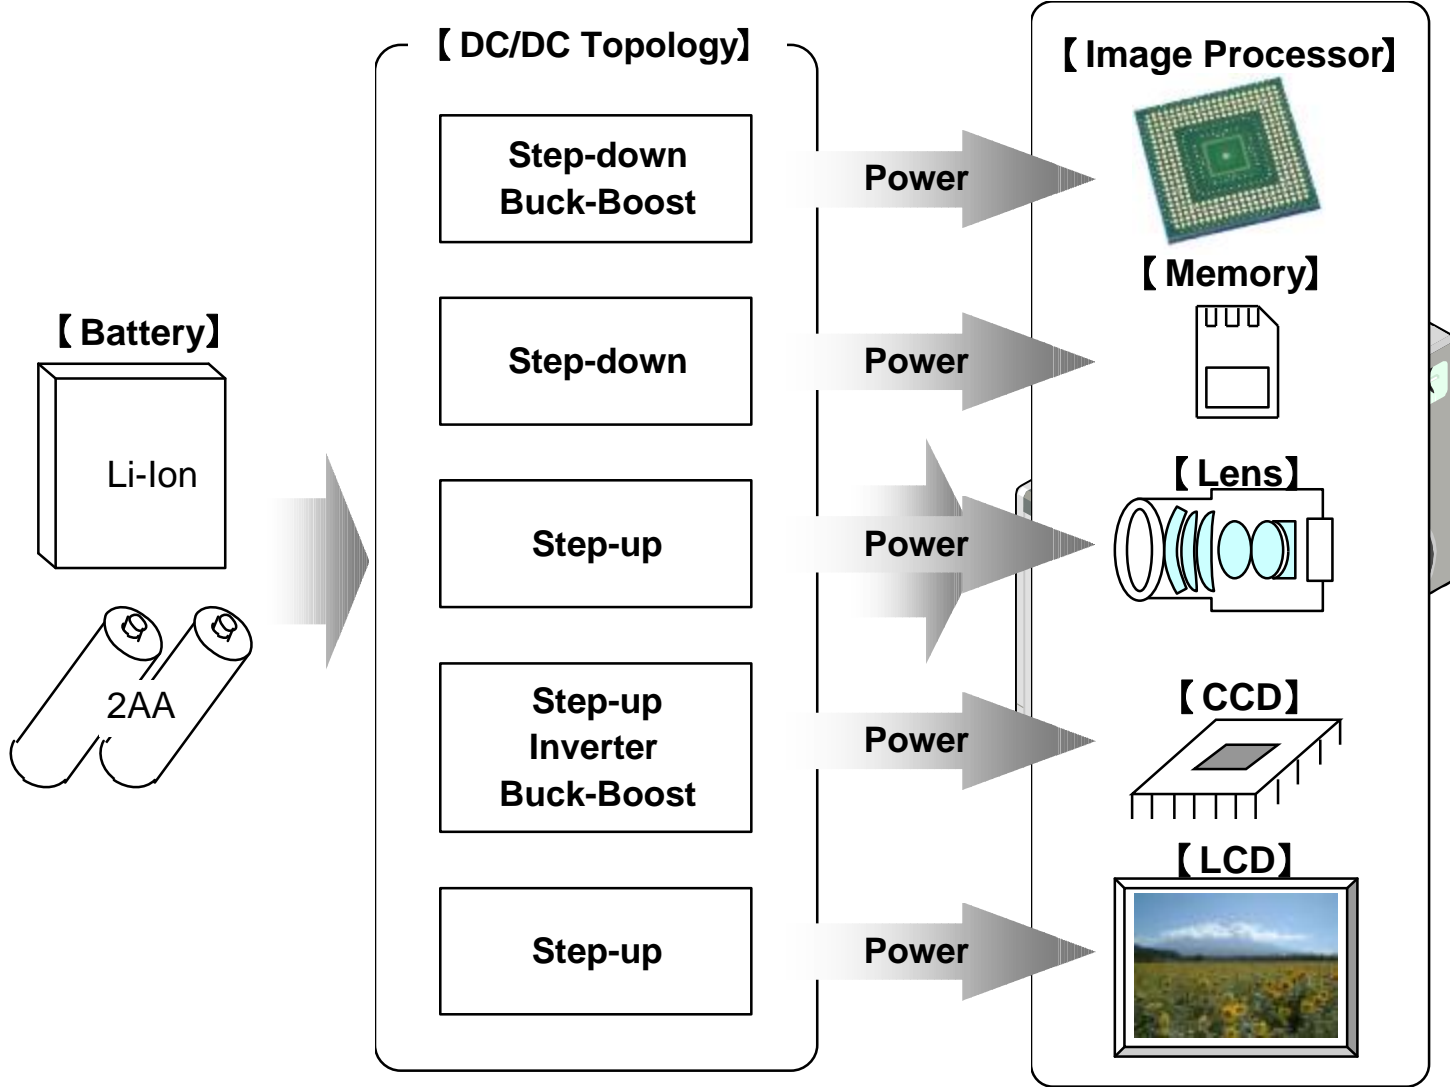 【Battery】
Li-Ion
2AA
【DC/DC Topology】
Step-down
Buck-Boost
Step-down
Step-up
Step-up
Inverter
Buck-Boost
Step-up
Power
Power
Power
Power
Power
【Image Processor】
【Memory】
【Lens】
【CCD】
【LCD】